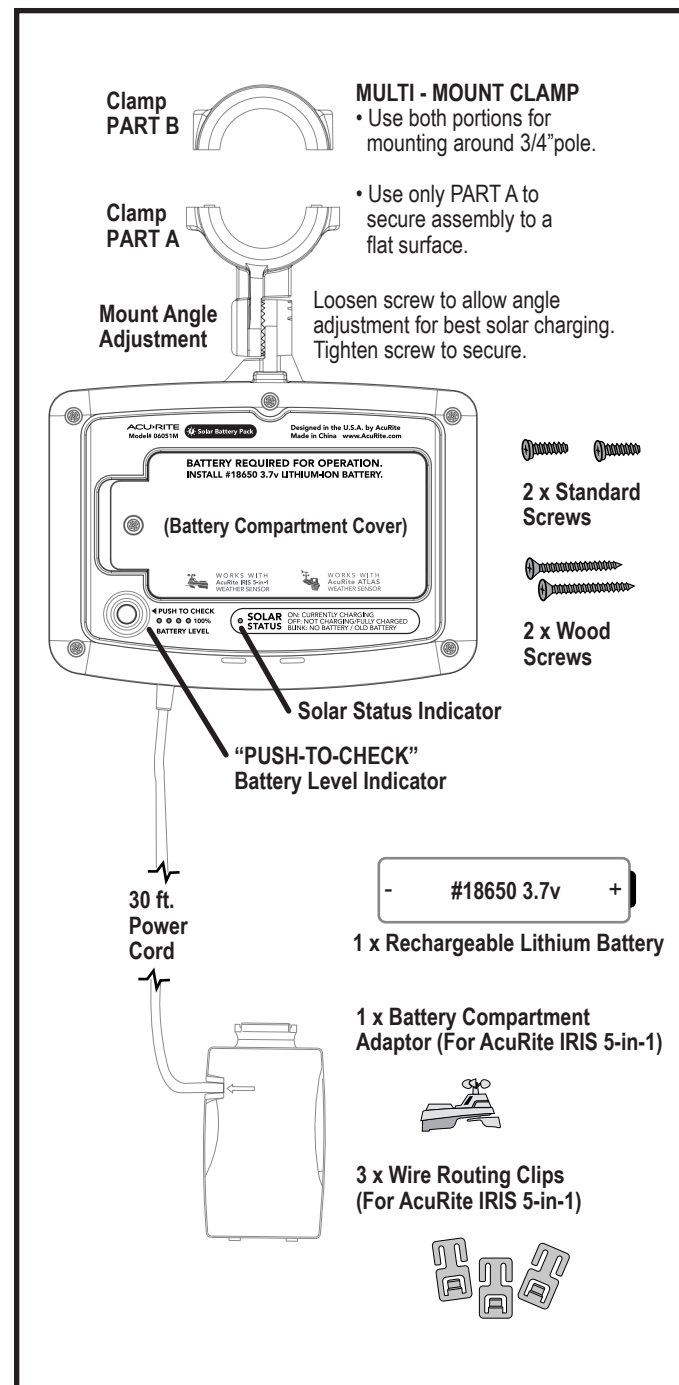 Clamp
PART B
MULTI - MOUNT CLAMP
• Use both portions for
mounting around 3/4”pole.
Clamp
PART A
• Use only PART A to
secure assembly to a
flat surface.
Mount Angle
Adjustment
Loosen screw to allow angle
adjustment for best solar charging.
Tighten screw to secure.
ACU›RITE
Model# 06051M
Solar Battery Pack
Designed in the U.S.A. by AcuRite
Made in China www.AcuRite.com
BATTERY REQUIRED FOR OPERATION.
INSTALL #18650 3.7v LITHIUM-ION BATTERY.
(Battery Compartment Cover)
WORKS WITH
AcuRite IRIS 5-in-1
WEATHER SENSOR
WORKS WITH
AcuRite ATLAS
WEATHER SENSOR
PUSH TO CHECK
100%
BATTERY LEVEL
SOLAR
STATUS
ON: CURRENTLY CHARGING
OFF: NOT CHARGING/FULLY CHARGED
BLINK: NO BATTERY / OLD BATTERY
2 x Standard
Screws
2 x Wood
Screws
Solar Status Indicator
“PUSH-TO-CHECK”
Battery Level Indicator
30 ft.
Power
Cord
- #18650 3.7v +
1 x Rechargeable Lithium Battery
1 x Battery Compartment
Adaptor (For AcuRite IRIS 5-in-1)
3 x Wire Routing Clips
(For AcuRite IRIS 5-in-1)